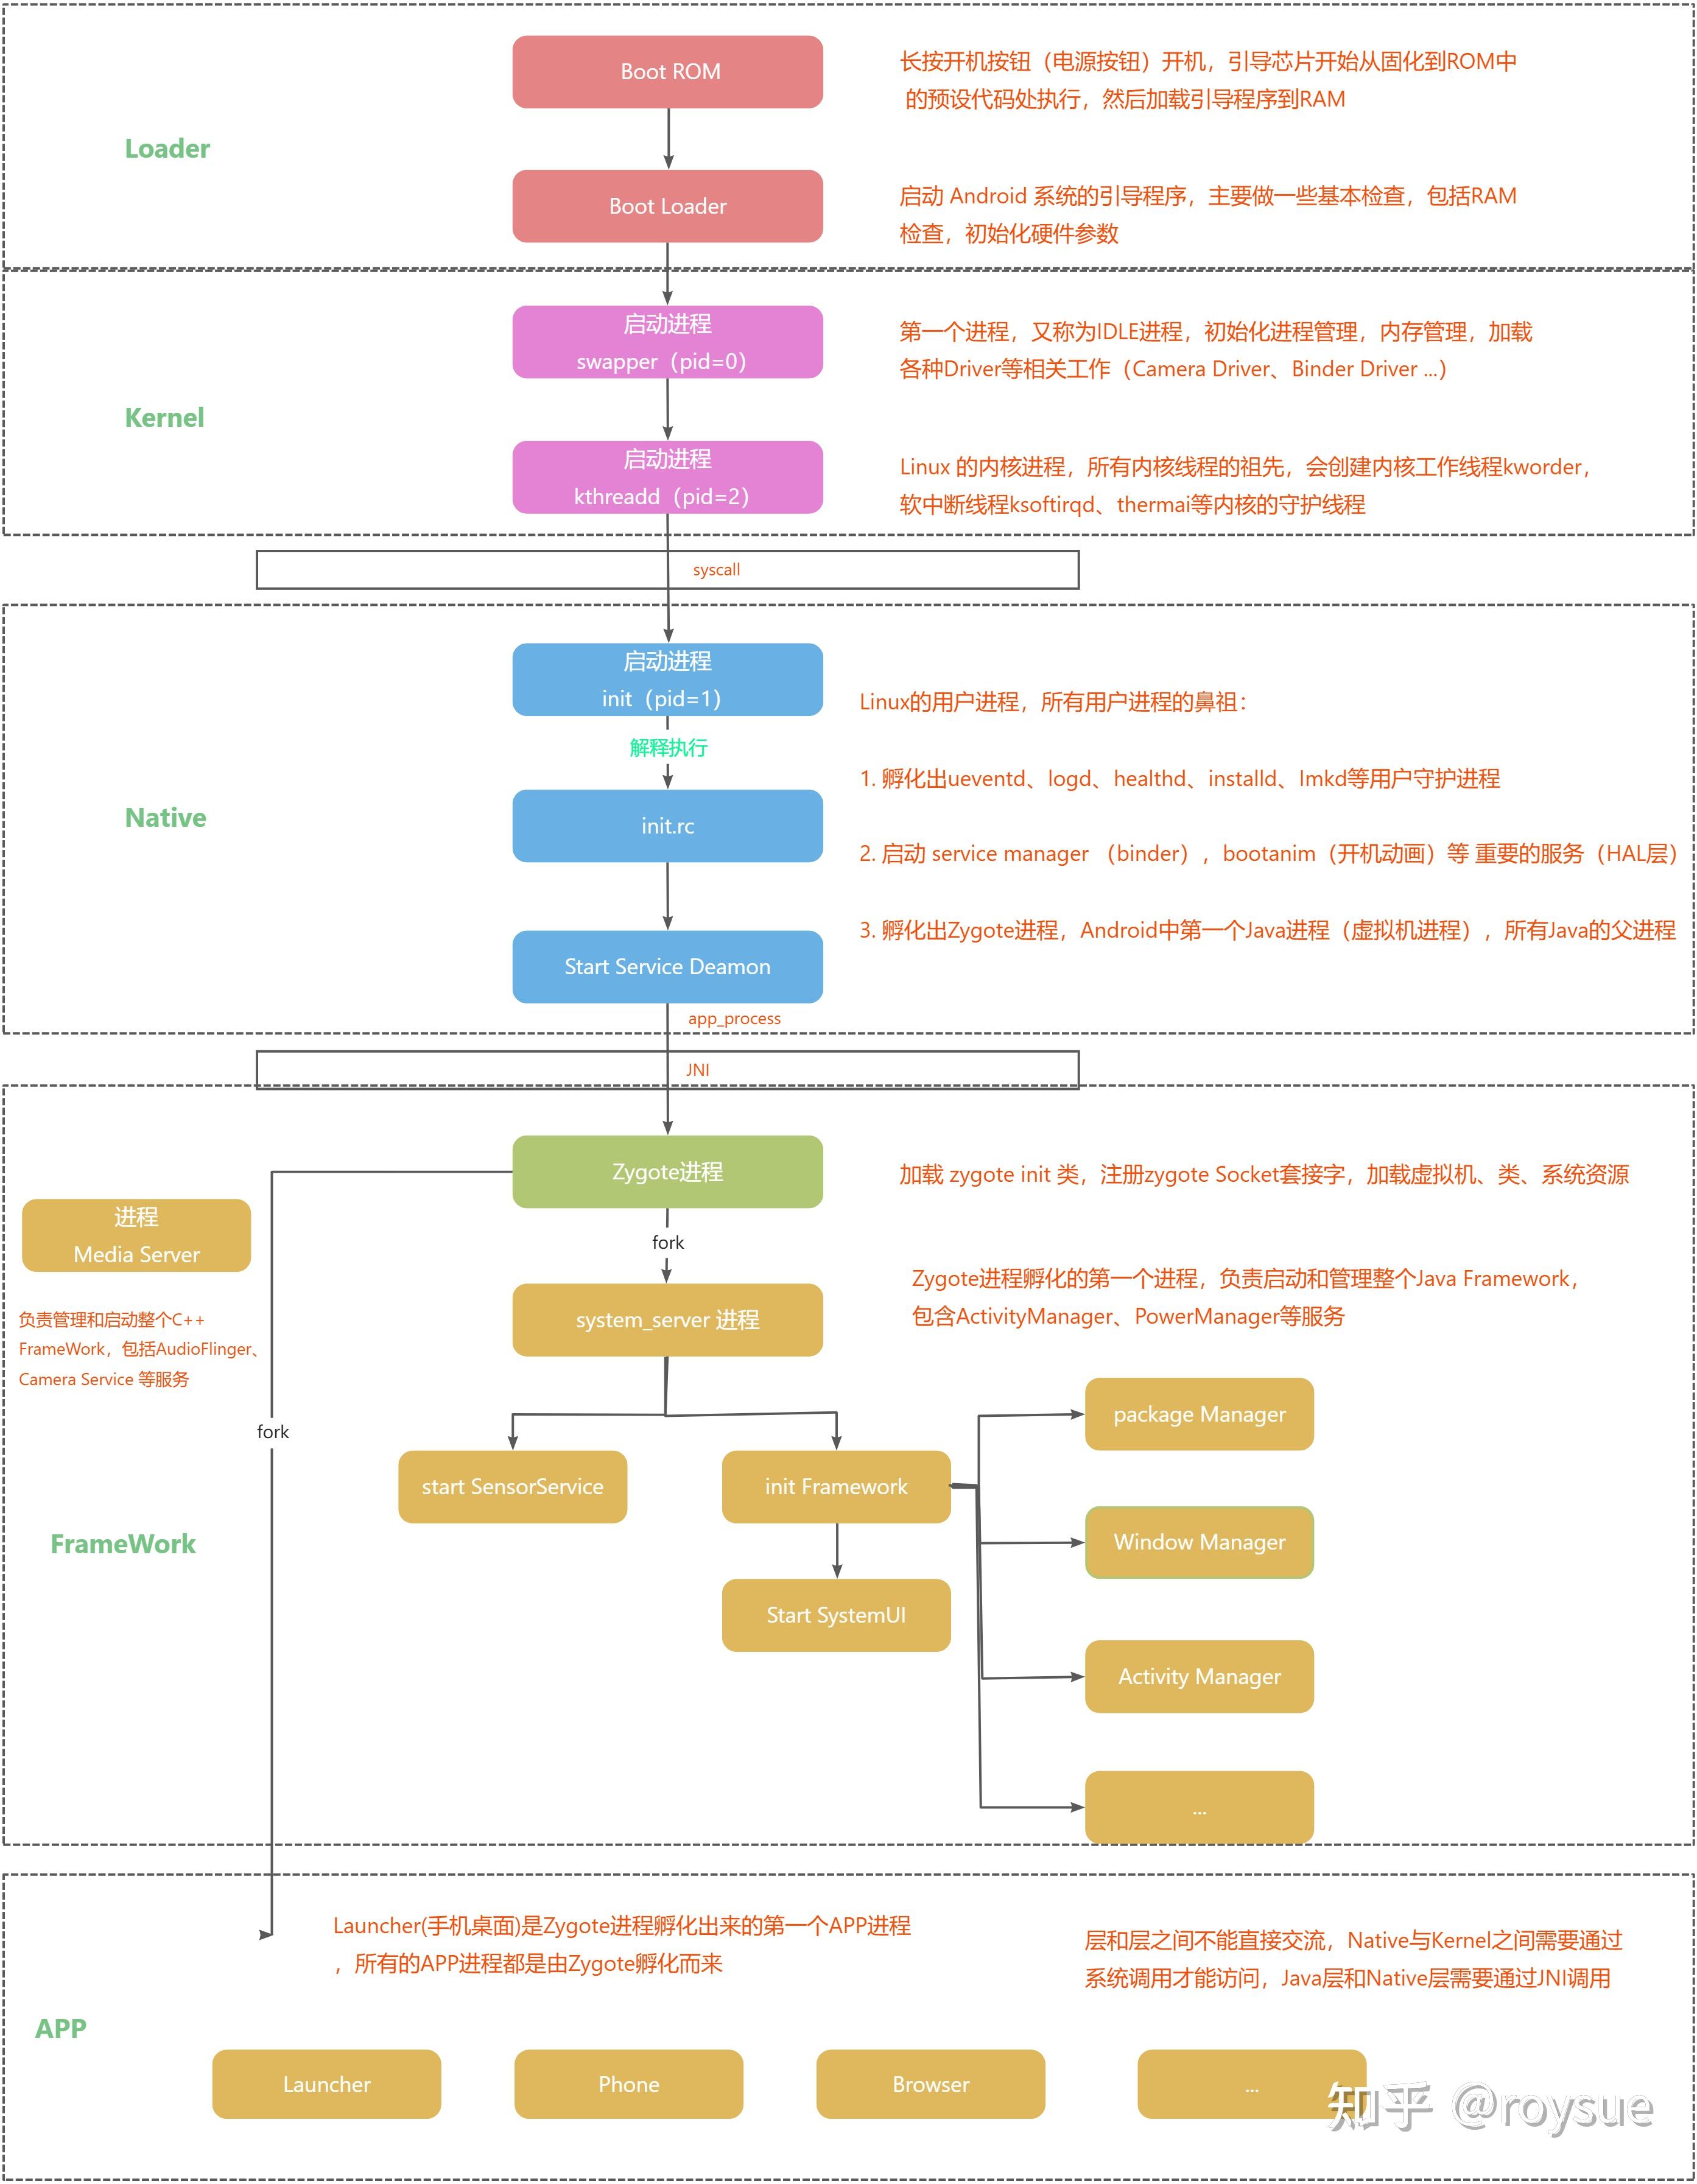 Boot ROM
长按开机按钮（电源按钮）开机，引导芯片开始从固化到ROM中
的预设代码处执行，然后加载引导程序到RAM
Loader
Boot Loader
启动 Android 系统的引导程序，主要做一些基本检查，包括RAM
检查，初始化硬件参数
启动进程
swapper（pid=0）
第一个进程，又称为IDLE进程，初始化进程管理，内存管理，加载
各种Driver等相关工作（Camera Driver、Binder Driver ...）
Kernel
启动进程
kthreadd（pid=2）
Linux 的内核进程，所有内核线程的祖先，会创建内核工作线程kworder，
软中断线程ksoftirqd、thermai等内核的守护线程
syscall
启动进程
init（pid=1）
Linux的用户进程，所有用户进程的鼻祖：
解释执行
1. 孵化出ueventd、logd、healthd、installd、lmkd等用户守护进程
Native
init.rc
2. 启动 service manager （binder），bootanim（开机动画）等 重要的服务（HAL层）
3. 孵化出Zygote进程，Android中第一个Java进程（虚拟机进程），所有Java的父进程
Start Service Deamon
app_process
JNI
Zygote进程
加载 zygote init 类，注册zygote Socket套接字，加载虚拟机、类、系统资源
进程
Media Server
fork
Zygote进程孵化的第一个进程，负责启动和管理整个Java Framework，
包含ActivityManager、PowerManager等服务
system_server 进程
负责管理和启动整个C++
FrameWork，包括AudioFlinger、
Camera Service 等服务
fork
package Manager
start SensorService
init Framework
FrameWork
Window Manager
Start SystemUI
Activity Manager
...
Launcher(手机桌面)是Zygote进程孵化出来的第一个APP进程
，所有的APP进程都是由Zygote孵化而来
层和层之间不能直接交流，Native与Kernel之间需要通过
系统调用才能访问，Java层和Native层需要通过JNI调用
APP
Launcher
Phone
Browser
...
知乎 @roysue